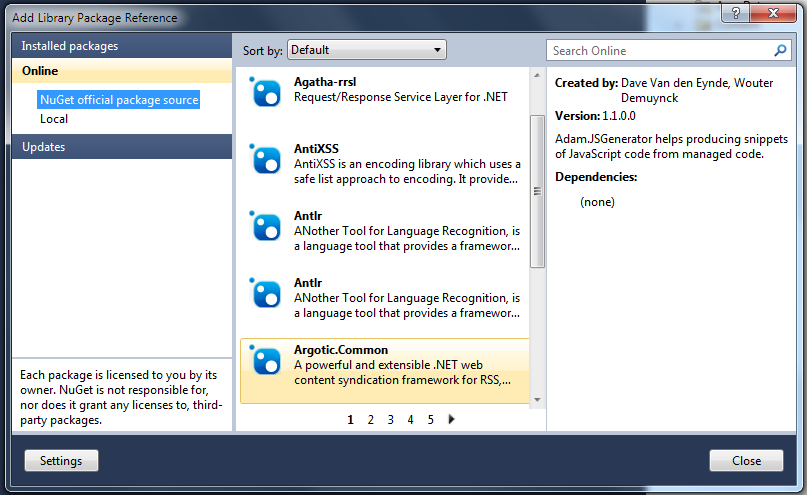 Add Library Package Reference
Installed packages
Online
NuGet official package source
Local
Updates
Each package is licensed to you by its
owner. NuGet is not responsible for,
nor does it grant any licenses to, third-
party packages.
Sort by: Default
Agatha-rrsl
Request/Response Service Layer for .NET
AntiXSS
AntiXSS is an encoding library which uses a
safe list approach to encoding. It provide...
Antlr
ANother Tool for Language Recognition, is
a language tool that provides a framewor...
Antlr
ANother Tool for Language Recognition, is
a language tool that provides a framewor...
Argotic.Common
A powerful and extensible .NET web
content syndication framework for RSS,...
1 2 3 4 5
Search Online
Created by: Dave Van den Eynde, Wouter
Demuynck
Version: 1.1.0.0
Adam.JSGenerator helps producing snippets
of JavaScript code from managed code.
Dependencies:
(none)
Settings
Close